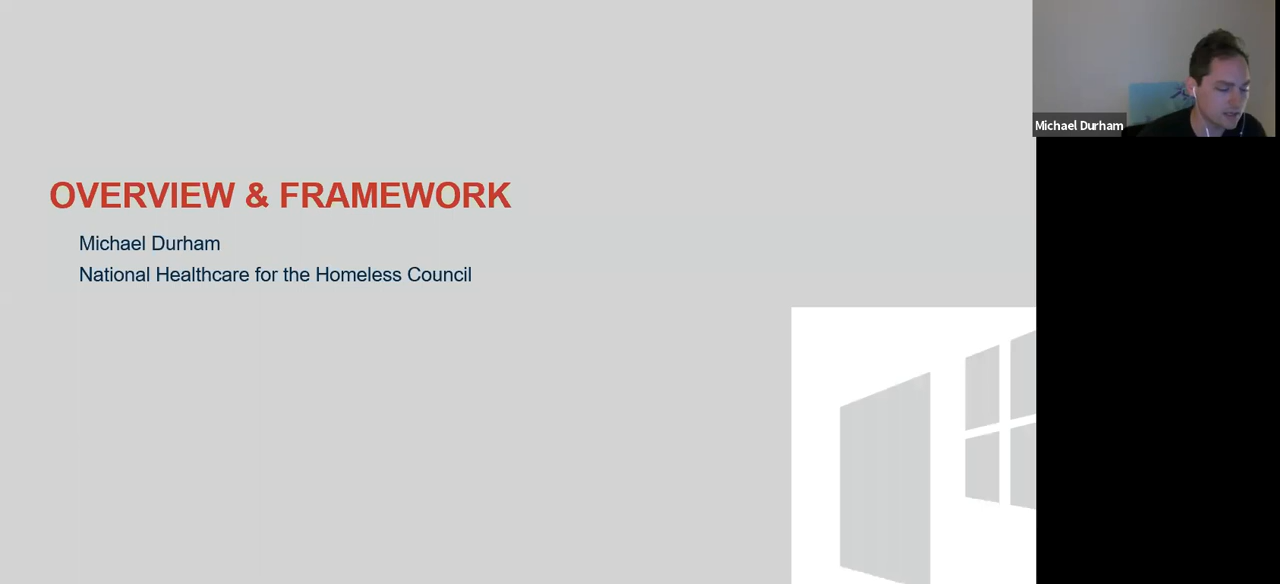 OVERVIEW & FRAMEWORK
Michael Durham
National Healthcare for the Homeless Council
Michael Durham